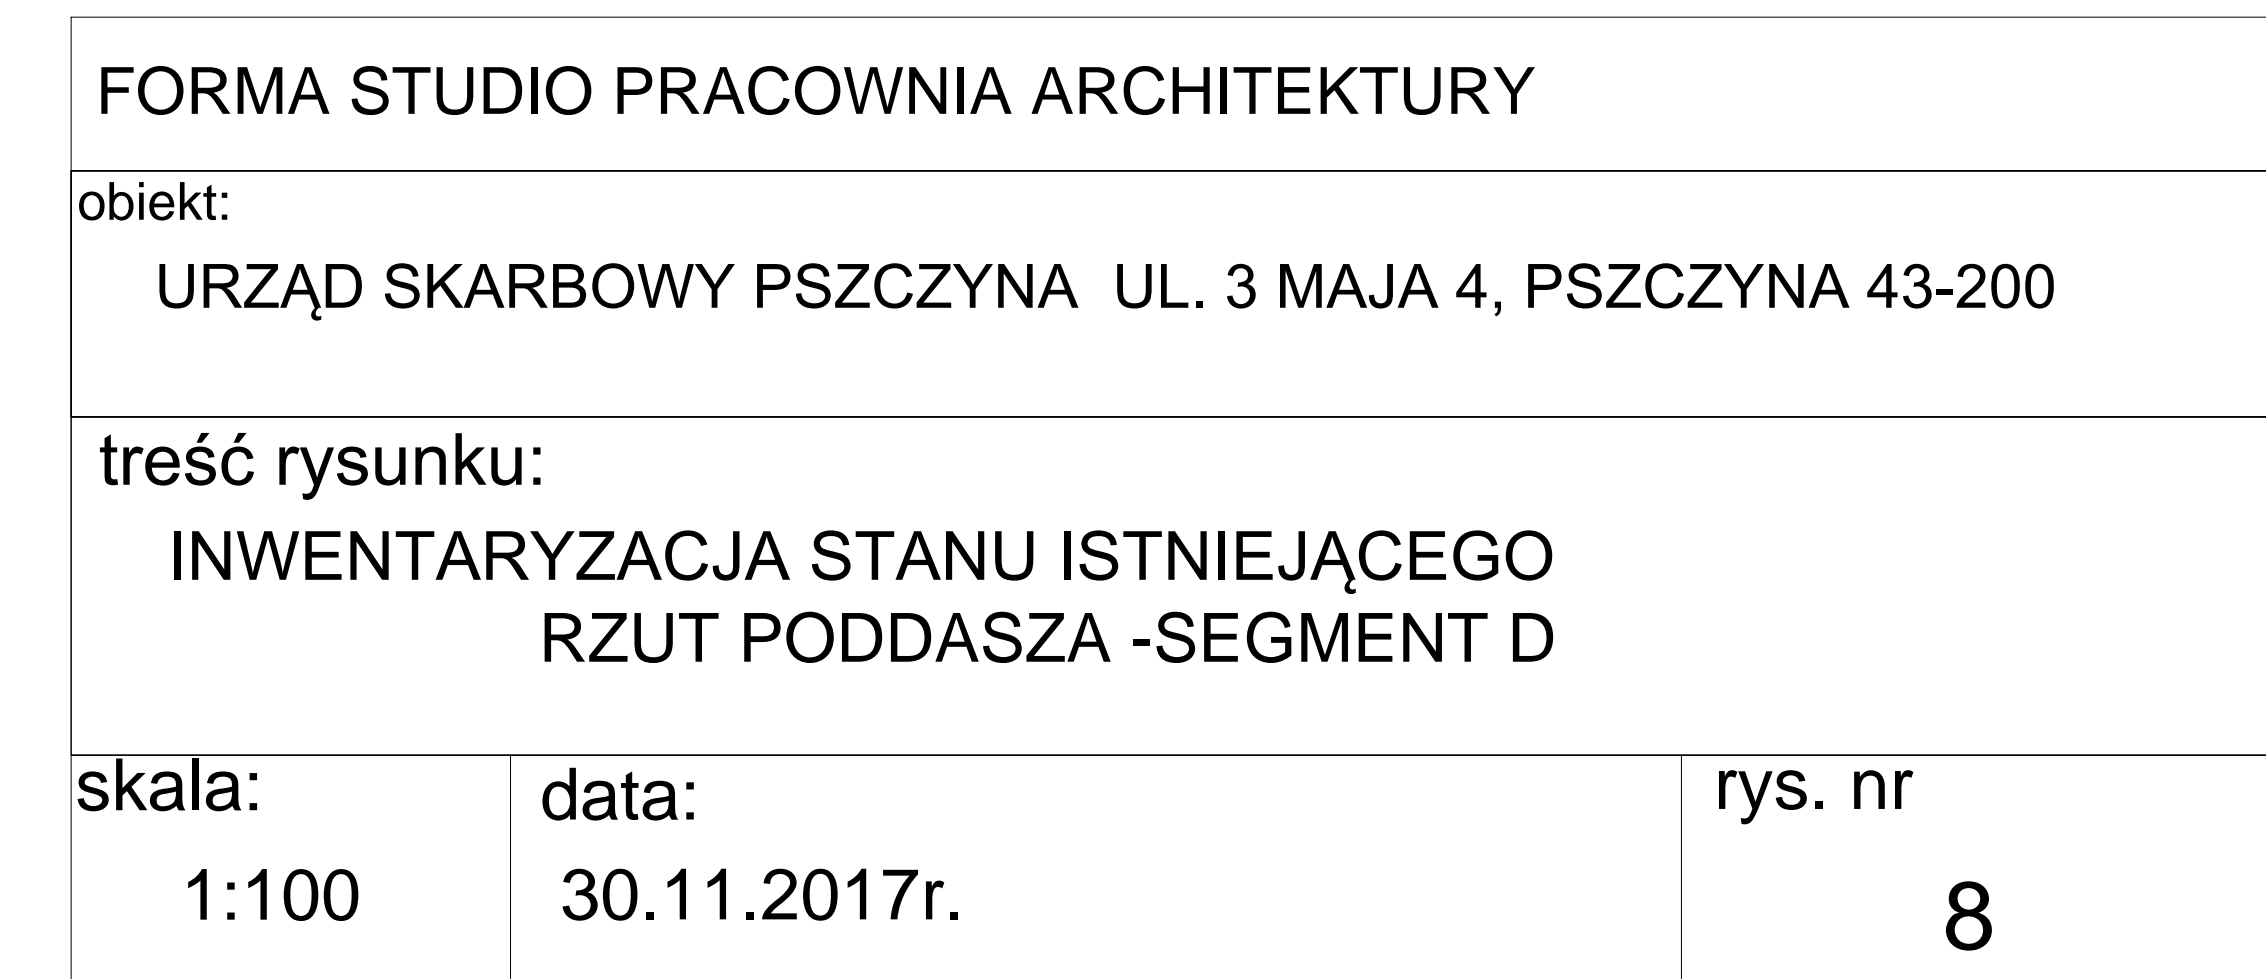 FORMA STUDIO PRACOWNIA ARCHITEKTURY
obiekt:
URZĄD SKARBOWY PSZCZYNA  UL. 3 MAJA 4, PSZCZYNA 43-200
treść rysunku:
INWENTARYZACJA STANU ISTNIEJĄCEGO
RZUT PODDASZA -SEGMENT D
skala:
1:100
data:
30.11.2017r.
rys. nr
8